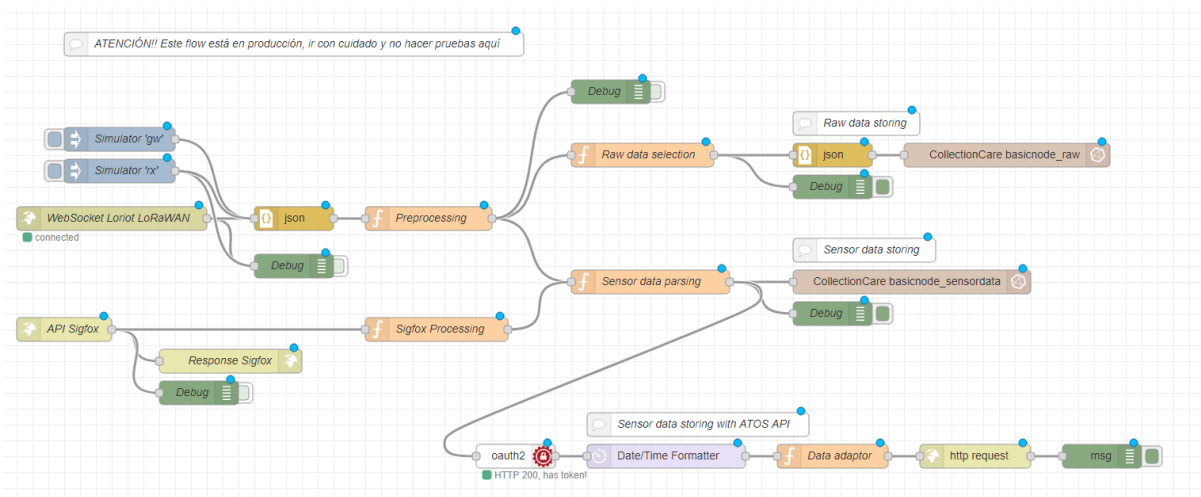 ATENCIÓN!! Este flow está en producción, ir con cuidado y no hacer pruebas aquí
Debug
Raw data storing
Simulator 'gw'
Raw data selection
json
CollectionCare basicnode_raw
Simulator 'rx'
Debug
WebSocket Loriot LoRaWAN
json
Preprocessing
connected
Sensor data storing
Debug
Sensor data parsing
CollectionCare basicnode_sensordata
Debug
API Sigfox
Sigfox Processing
Response Sigfox
Debug
Sensor data storing with ATOS API
oauth2
Date/Time Formatter
Data adaptor
http request
msg
HTTP 200, has token!